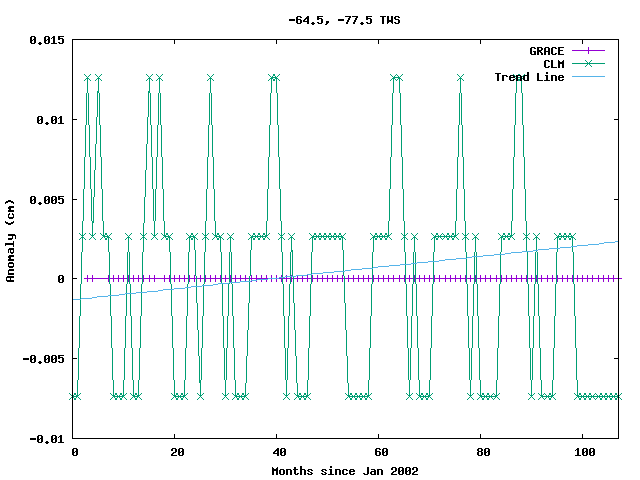 -64.5, -77.5 TWS
0.015
0.01
0.005
0
-0.005
-0.01
Anomaly (cm)
GRACE
CLM
Trend Line
0 20 40 60 80 100
Months since Jan 2002